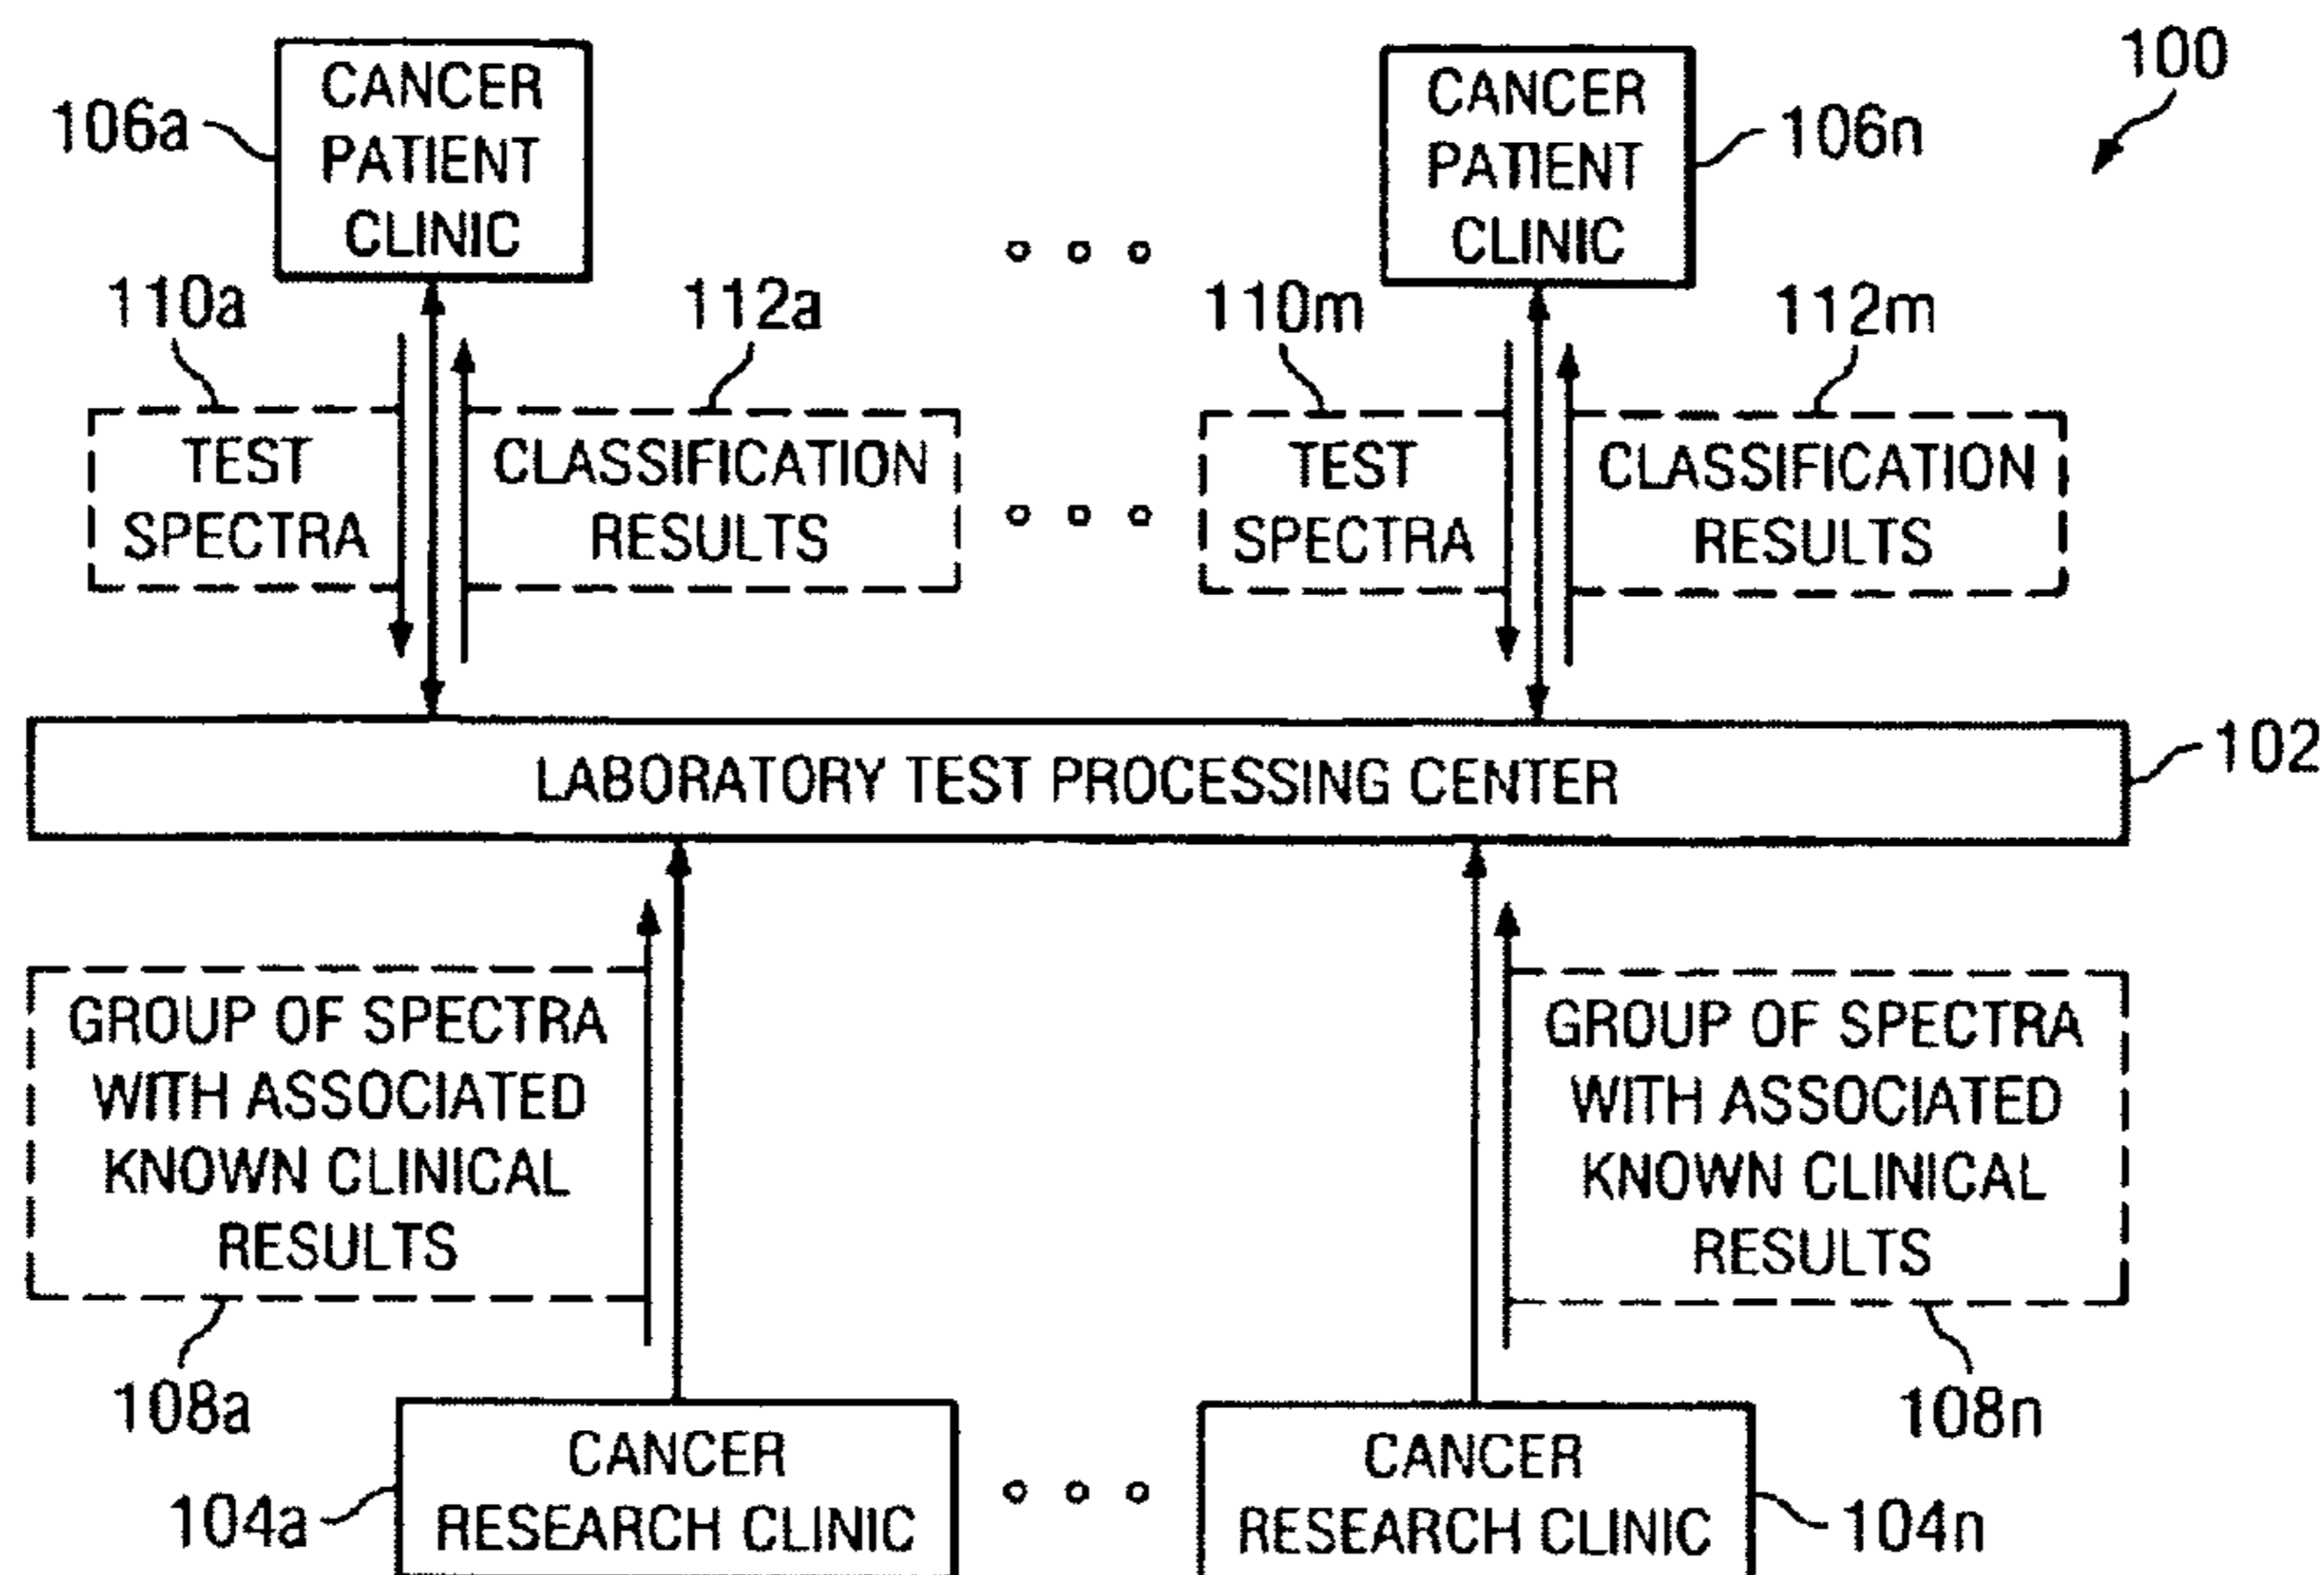 100
CANCER
PATIENT
CLINIC
106a
CANCER
PATIENT
CLINIC
106n
110a
112a
110m
112m
TEST
SPECTRA
CLASSIFICATION
RESULTS
TEST
SPECTRA
CLASSIFICATION
RESULTS
LABORATORY TEST PROCESSING CENTER
102
GROUP OF SPECTRA
WITH ASSOCIATED
KNOWN CLINICAL
RESULTS
GROUP OF SPECTRA
WITH ASSOCIATED
KNOWN CLINICAL
RESULTS
108a
108n
CANCER
RESEARCH CLINIC
104a
CANCER
RESEARCH CLINIC
104n